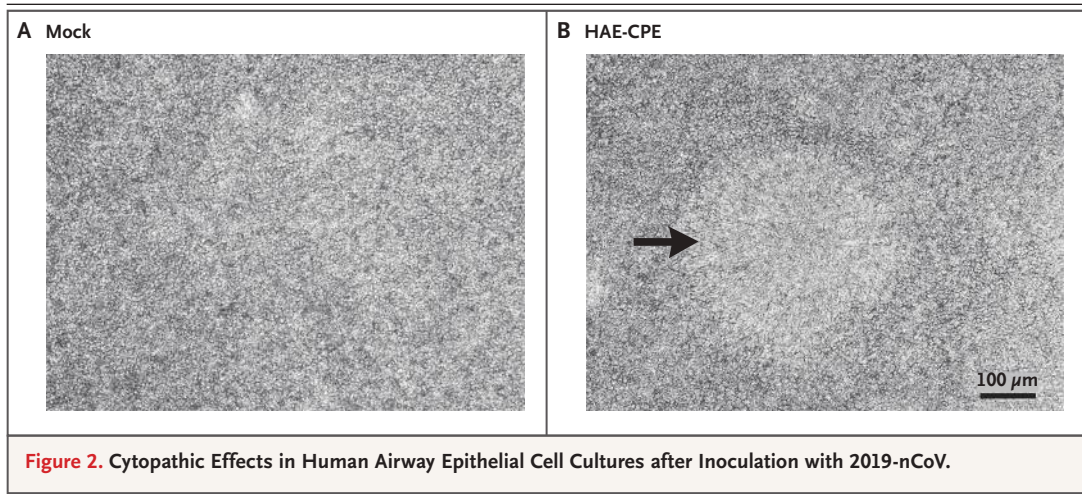 A Mock
B HAE-CPE
100 µm
Figure 2. Cytopathic Effects in Human Airway Epithelial Cell Cultures after Inoculation with 2019-nCoV.